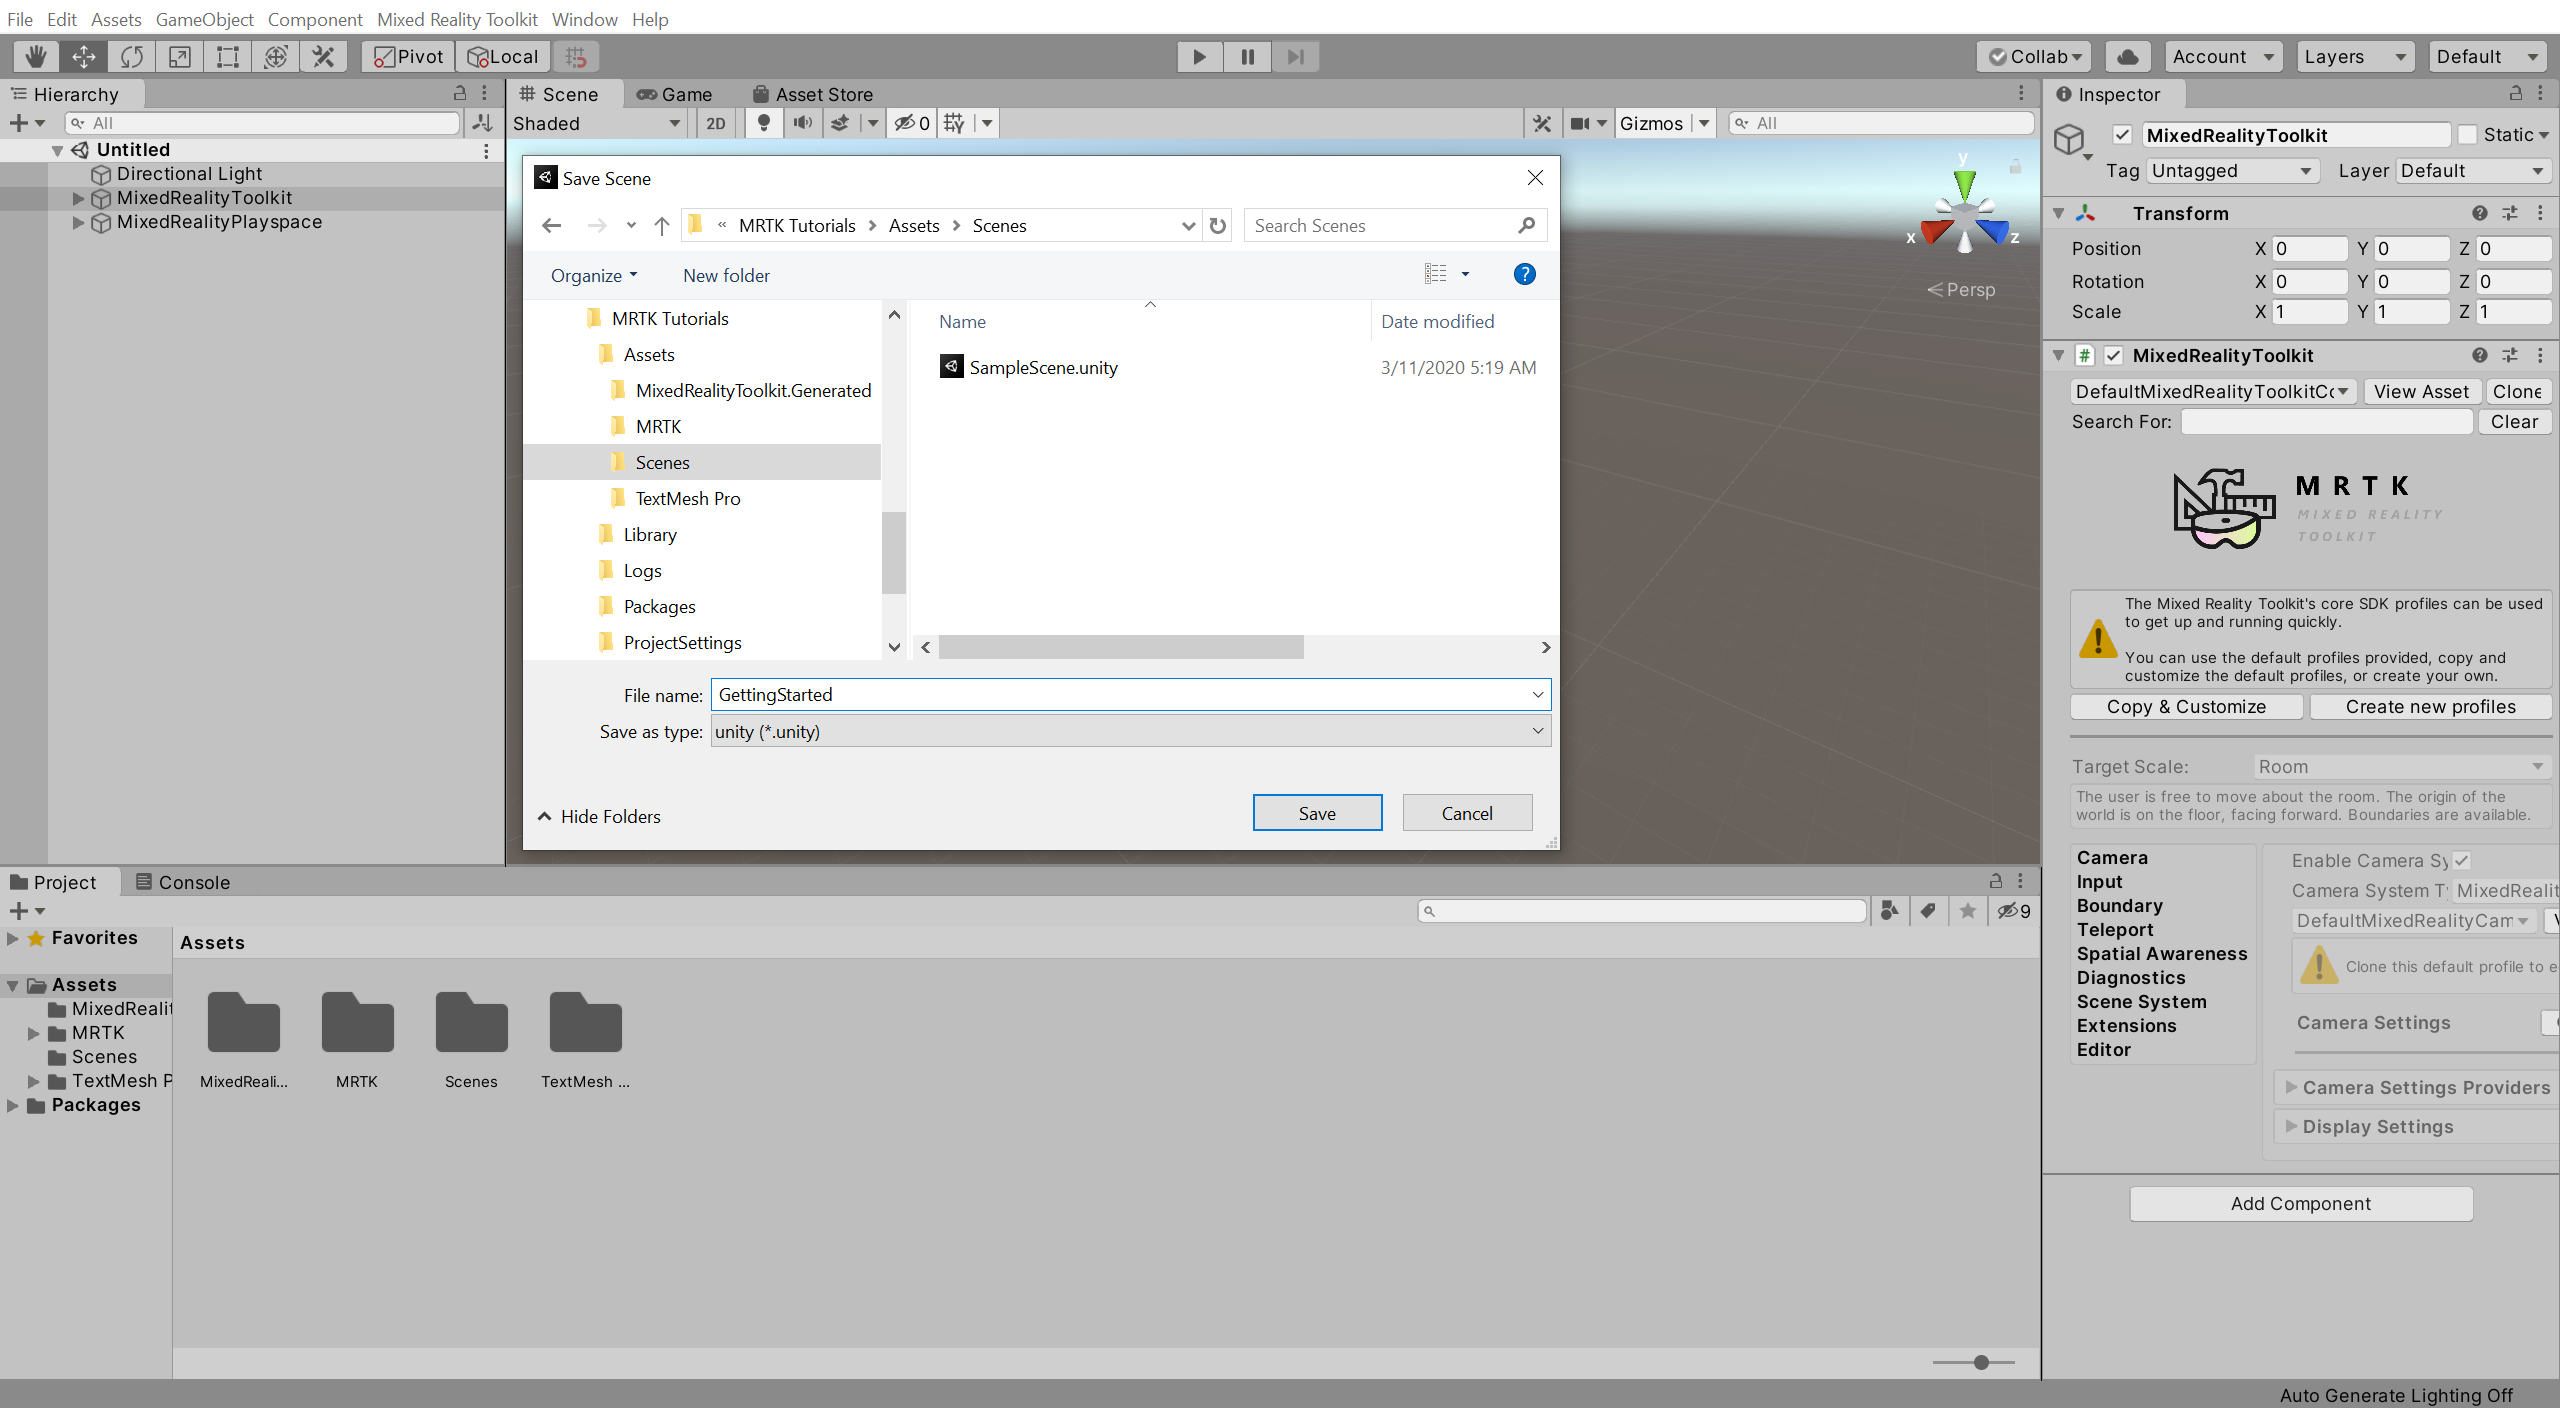 File Edit Assets GameObject Component Mixed Reality Toolkit Window Help
Pivot Local
Collab Account Layers Default
Hierarchy
All
Untitled
Directional Light
MixedRealityToolkit
MixedRealityPlayspace
Scene Game Asset Store
Shaded 2D 0 Gizmos All
y
x z
Persp
Save Scene
« MRTK Tutorials > Assets > Scenes
Search Scenes
Organize New folder ?
MRTK Tutorials
Assets
MixedRealityToolkit.Generated
MRTK
Scenes
TextMesh Pro
Library
Logs
Packages
ProjectSettings
Name Date modified
SampleScene.unity 3/11/2020 5:19 AM
File name: GettingStarted
Save as type: unity (*.unity)
Hide Folders
Save Cancel
Inspector
MixedRealityToolkit Static
Tag Untagged Layer Default
Transform
Position X 0 Y 0 Z 0
Rotation X 0 Y 0 Z 0
Scale X 1 Y 1 Z 1
# MixedRealityToolkit
DefaultMixedRealityToolkitCo View Asset Clone
Search For: Clear
MRTK
MIXED REALITY
TOOLKIT
The Mixed Reality Toolkit's core SDK profiles can be used
to get up and running quickly.
You can use the default profiles provided, copy and
customize the default profiles, or create your own.
Copy & Customize Create new profiles
Target Scale: Room
The user is free to move about the room. The origin of the
world is on the floor, facing forward. Boundaries are available.
Camera
Input
Boundary
Teleport
Spatial Awareness
Diagnostics
Scene System
Extensions
Editor
Enable Camera Sy
Camera System Ty MixedRealit
DefaultMixedRealityCam V
Clone this default profile to e
Camera Settings
Camera Settings Providers
Display Settings
Add Component
Project Console
9
Favorites
Assets
MixedRealit
MRTK
Scenes
TextMesh P
Packages
Assets
MixedReali... MRTK Scenes TextMesh ...
Auto Generate Lighting Off